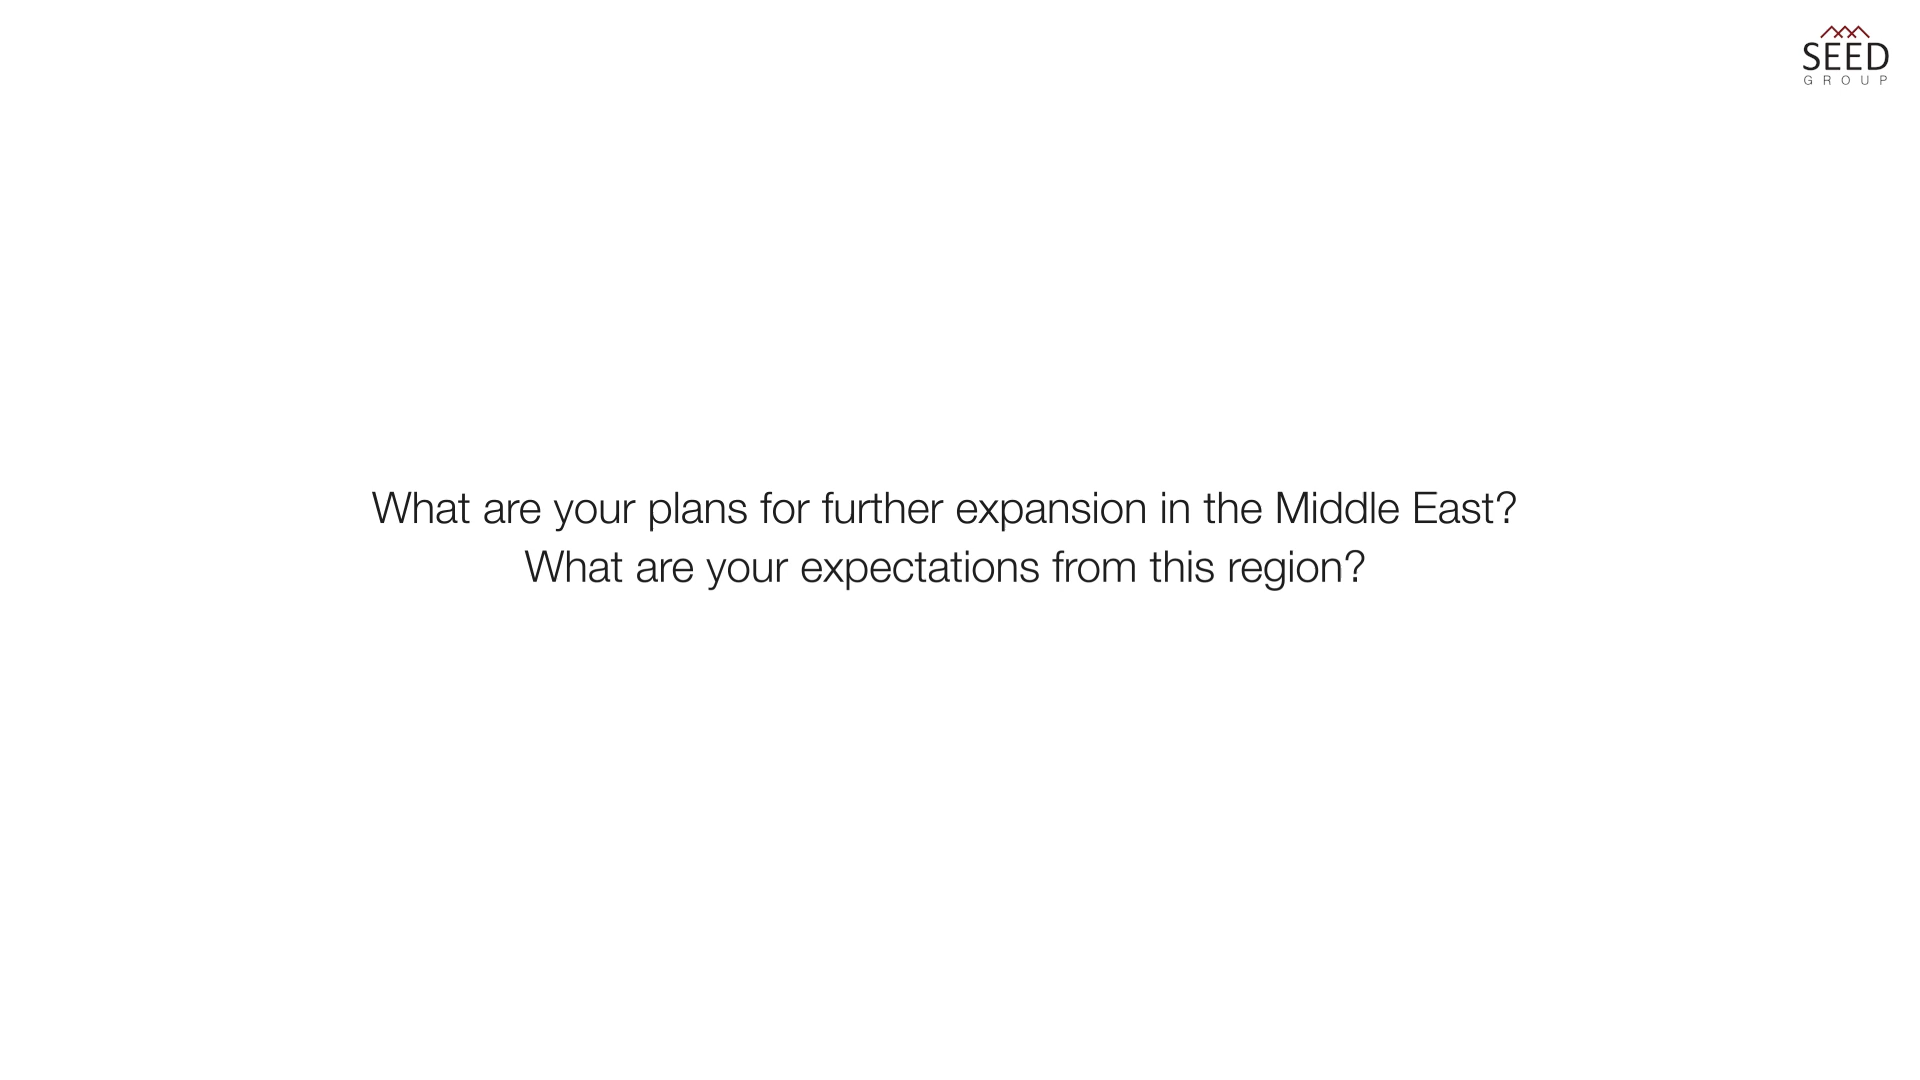 SEED
GROUP
What are your plans for further expansion in the Middle East?
What are your expectations from this region?